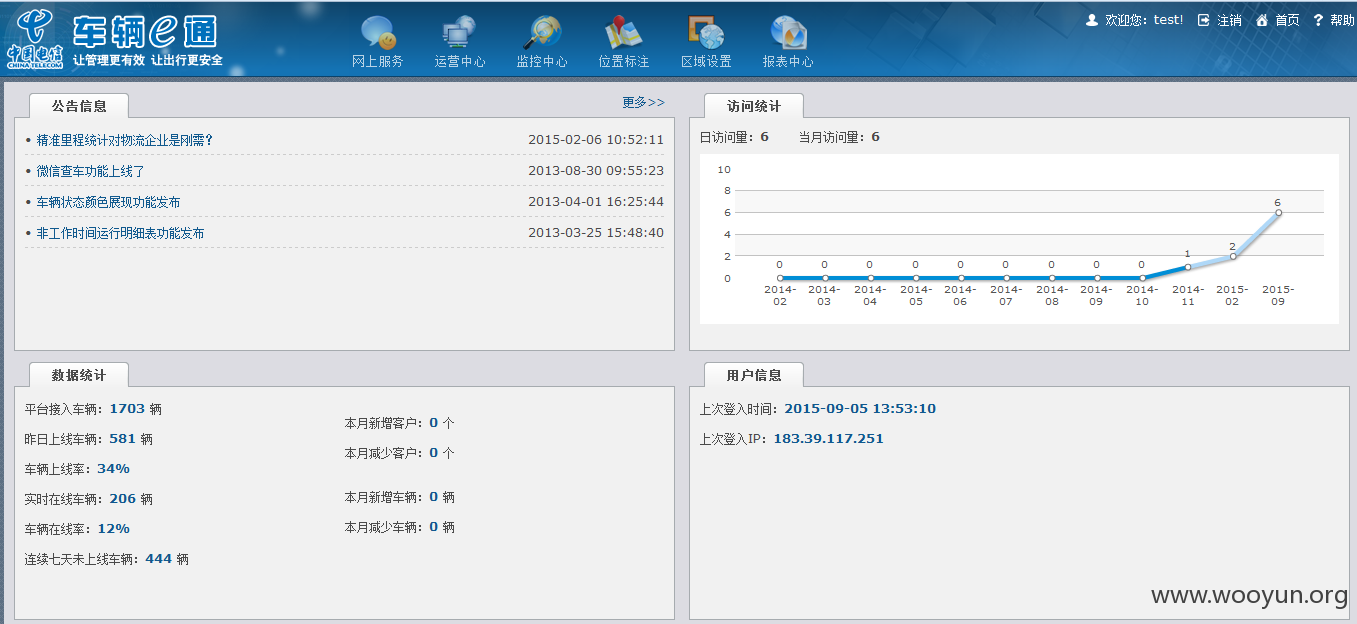 中国电信
CHINA TELECOM
车辆e通
让管理更有效 让出行更安全
网上服务 运营中心 监控中心 位置标注 区域设置 报表中心
欢迎您：test! 注销 首页 ? 帮助
公告信息
更多>>
• 精准里程统计对物流企业是刚需？ 2015-02-06 10:52:11
• 微信查车功能上线了 2013-08-30 09:55:23
• 车辆状态颜色展现功能发布 2013-04-01 16:25:44
• 非工作时间运行明细表功能发布 2013-03-25 15:48:40
访问统计
日访问量：6 当月访问量：6
10
8
6
4
2
0
0 0 0 0 0 0 0 0 0 1 2 6
2014-02 2014-03 2014-04 2014-05 2014-06 2014-07 2014-08 2014-09 2014-10 2014-11 2015-02 2015-09
数据统计
平台接入车辆：1703 辆
昨日上线车辆：581 辆
车辆上线率：34%
实时在线车辆：206 辆
车辆在线率：12%
连续七天未上线车辆：444 辆
本月新增客户：0 个
本月减少客户：0 个
本月新增车辆：0 辆
本月减少车辆：0 辆
用户信息
上次登入时间：2015-09-05 13:53:10
上次登入IP：183.39.117.251
www.wooyun.org